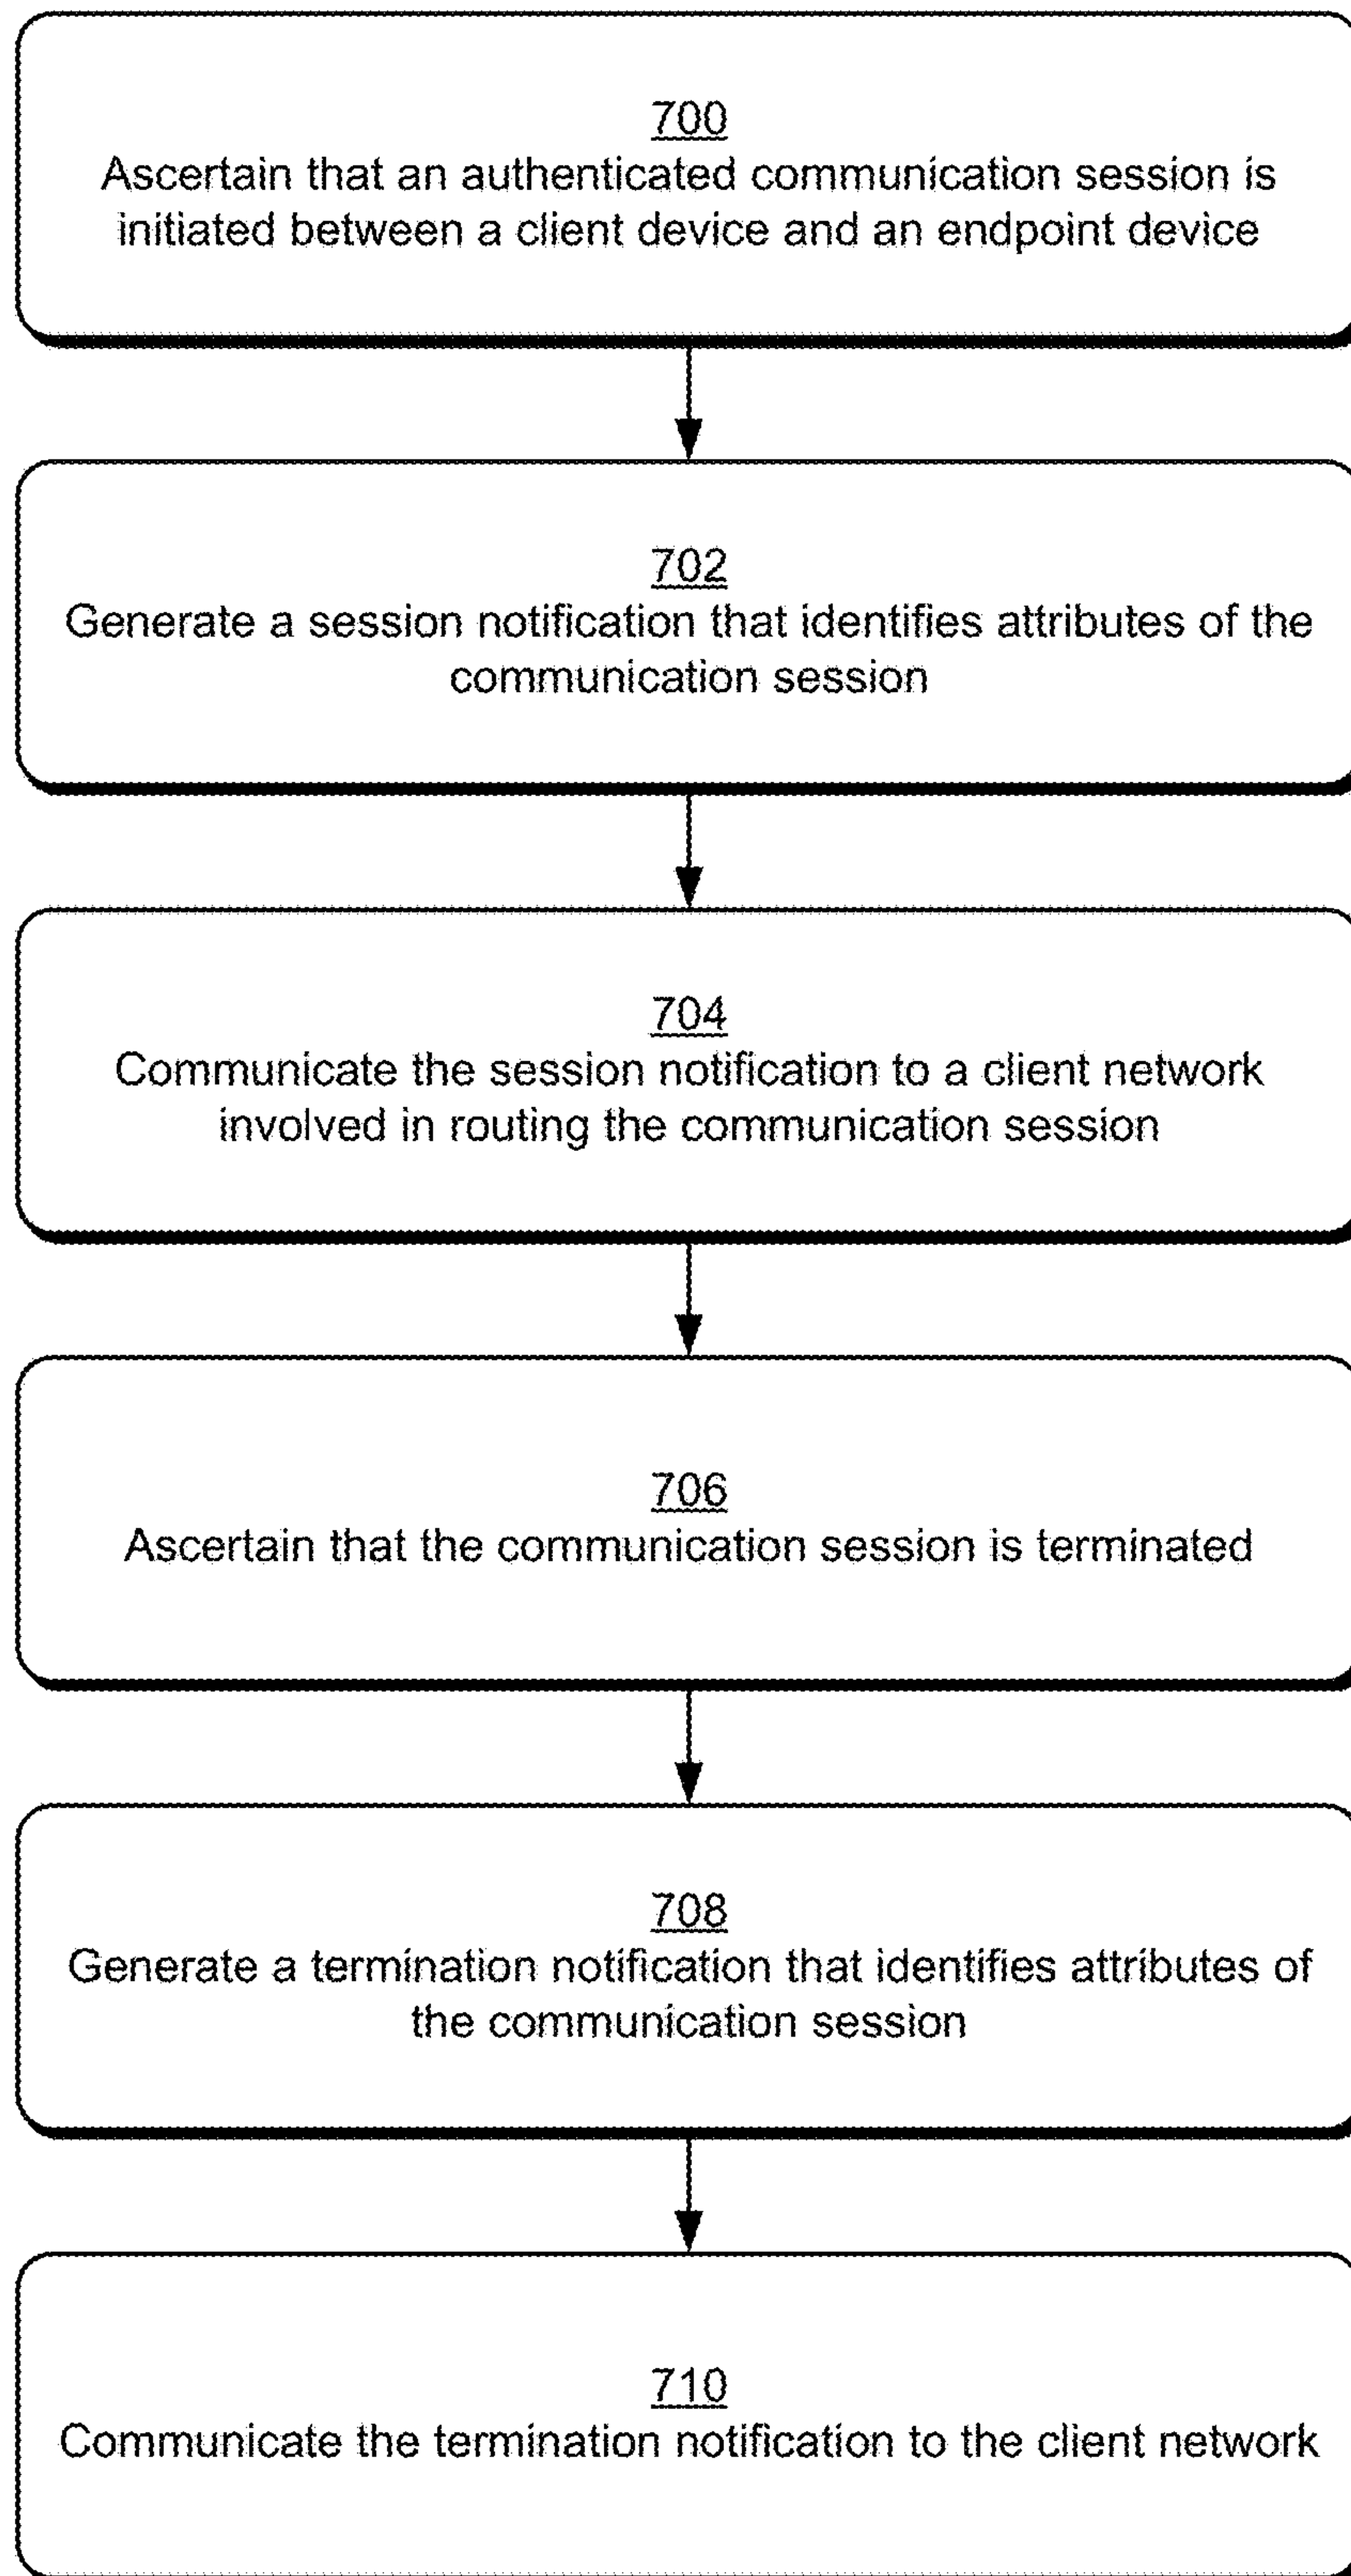 700
Ascertain that an authenticated communication session is
initiated between a client device and an endpoint device
702
Generate a session notification that identifies attributes of the
communication session
704
Communicate the session notification to a client network
involved in routing the communication session
706
Ascertain that the communication session is terminated
708
Generate a termination notification that identifies attributes of
the communication session
710
Communicate the termination notification to the client network